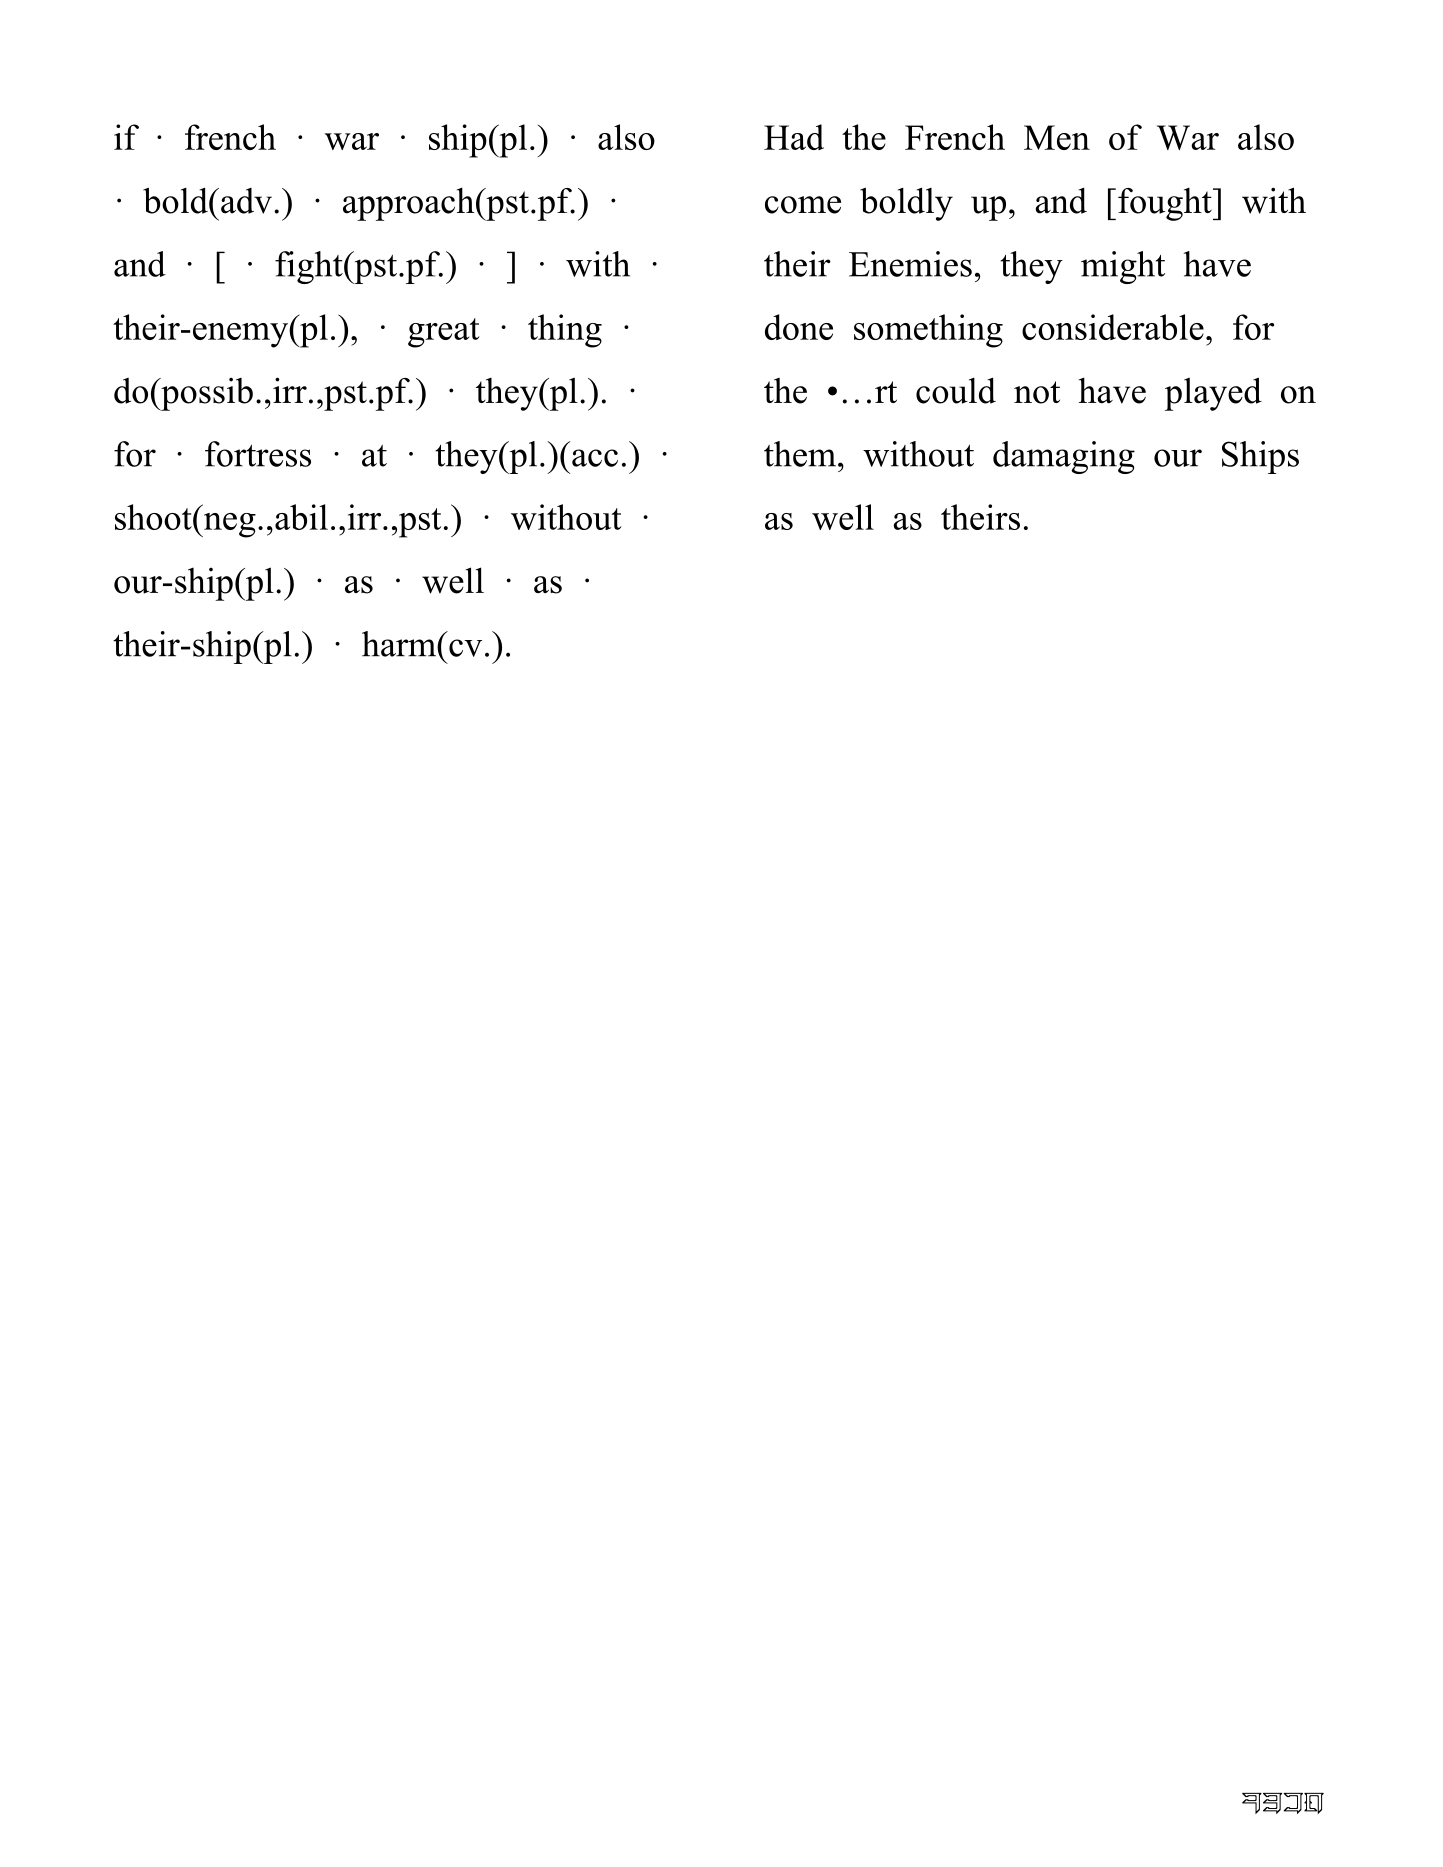 if · french · war · ship(pl.) · also
· bold(adv.) · approach(pst.pf.) ·
and · [ · fight(pst.pf.) · ] · with ·
their-enemy(pl.), · great · thing ·
do(possib.,irr.,pst.pf.) · they(pl.). ·
for · fortress · at · they(pl.)(acc.) ·
shoot(neg.,abil.,irr.,pst.) · without ·
our-ship(pl.) · as · well · as ·
their-ship(pl.) · harm(cv.).
Had the French Men of War also
come boldly up, and [fought] with
their Enemies, they might have
done something considerable, for
the •…rt could not have played on
them, without damaging our Ships
as well as theirs.